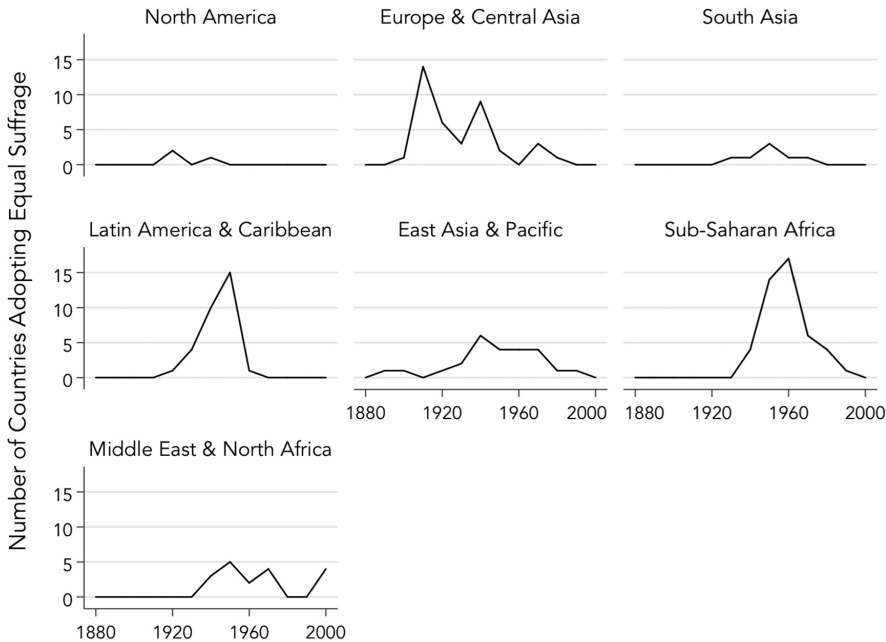 Number of Countries Adopting Equal Suffrage
North America
Europe & Central Asia
South Asia
15
10
5
0
Latin America & Caribbean
East Asia & Pacific
Sub-Saharan Africa
15
10
5
0
1880 1920 1960 2000
1880 1920 1960 2000
Middle East & North Africa
15
10
5
0
1880 1920 1960 2000